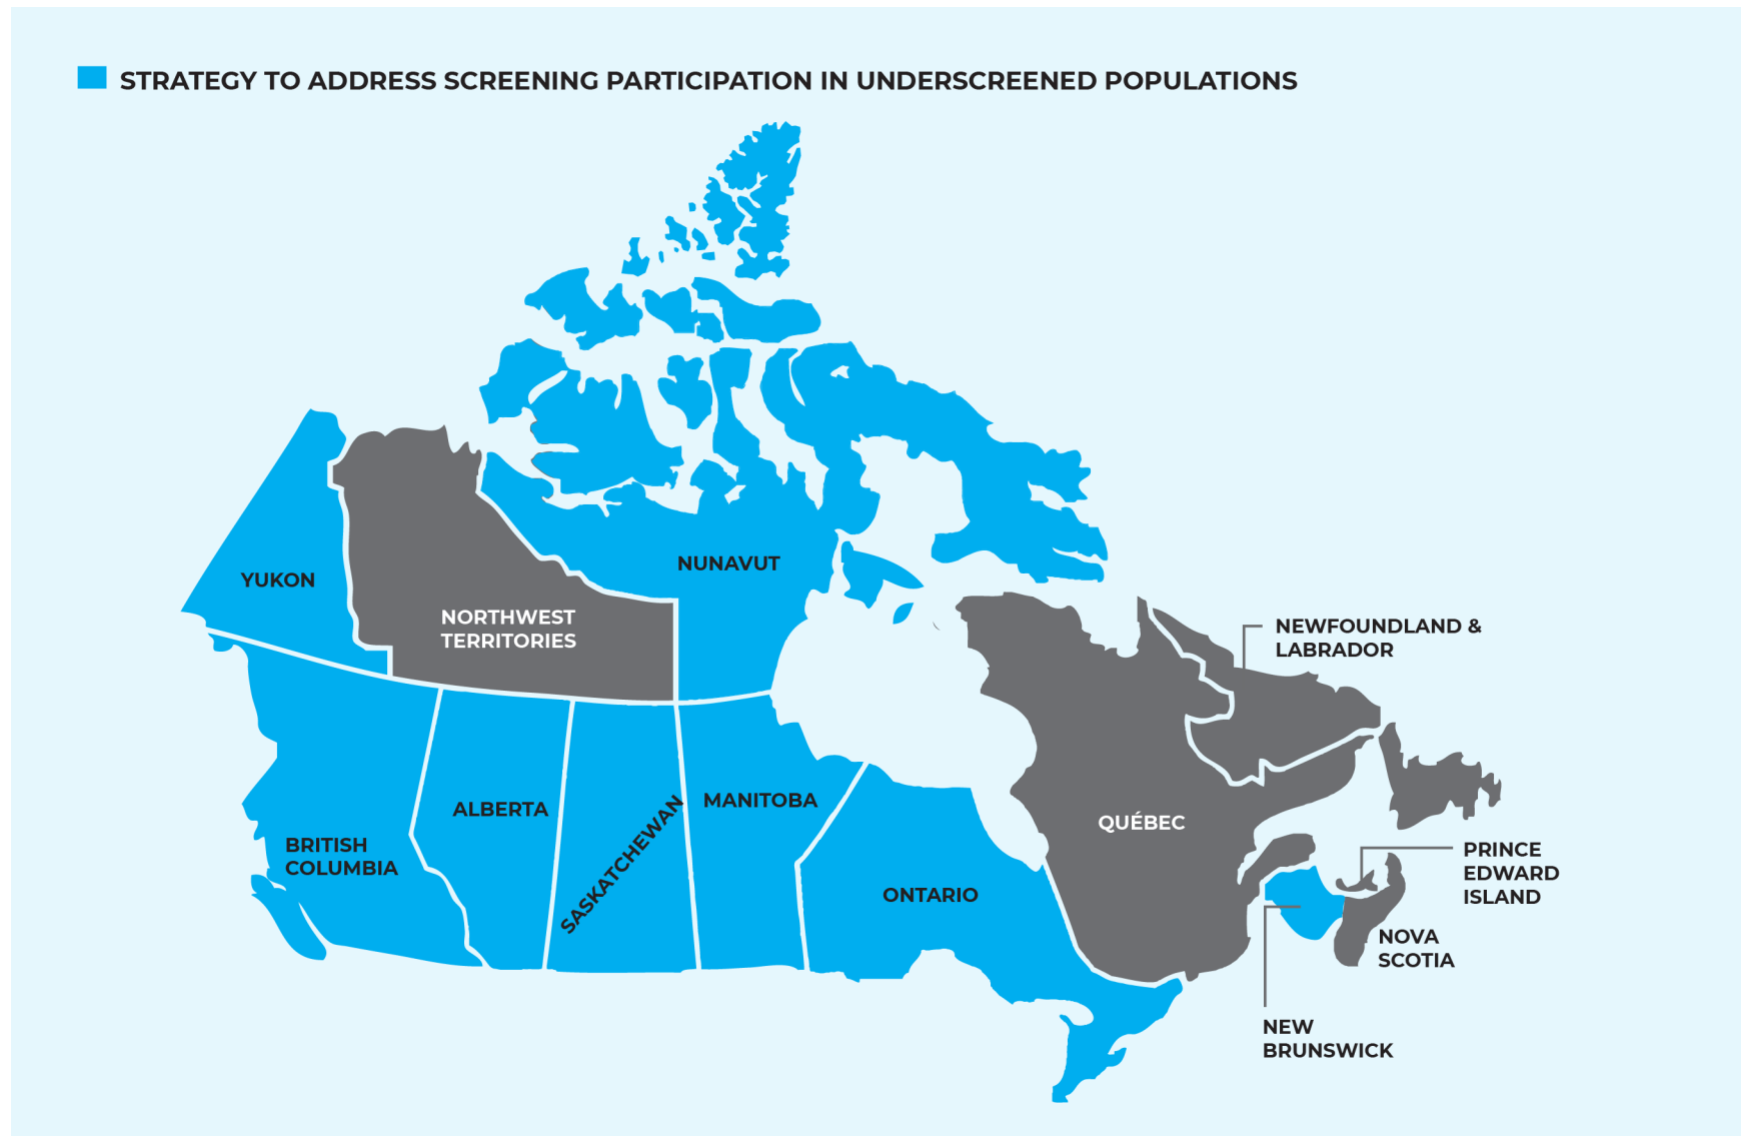 STRATEGY TO ADDRESS SCREENING PARTICIPATION IN UNDERSCREENED POPULATIONS
YUKON
NUNAVUT
NORTHWEST
TERRITORIES
NEWFOUNDLAND &
LABRADOR
BRITISH
COLUMBIA
ALBERTA
SASKATCHEWAN
MANITOBA
ONTARIO
QUÉBEC
PRINCE
EDWARD
ISLAND
NOVA
SCOTIA
NEW
BRUNSWICK